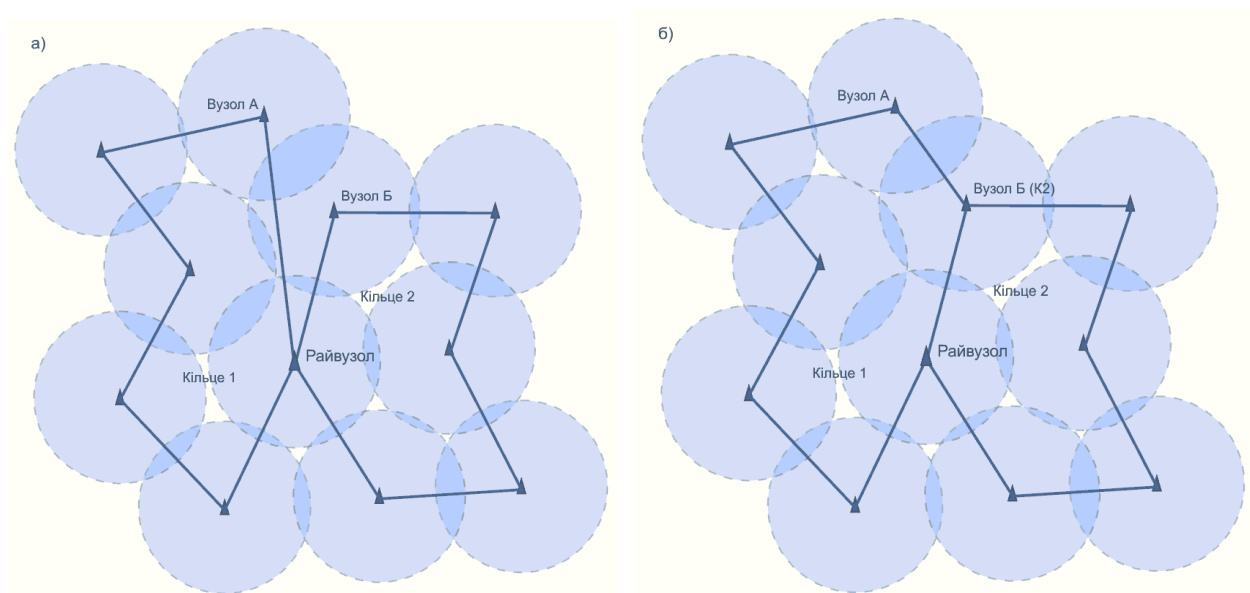 а)
Вузол А
Вузол Б
Кільце 2
Райвузол
Кільце 1
б)
Вузол А
Вузол Б (К2)
Кільце 2
Райвузол
Кільце 1